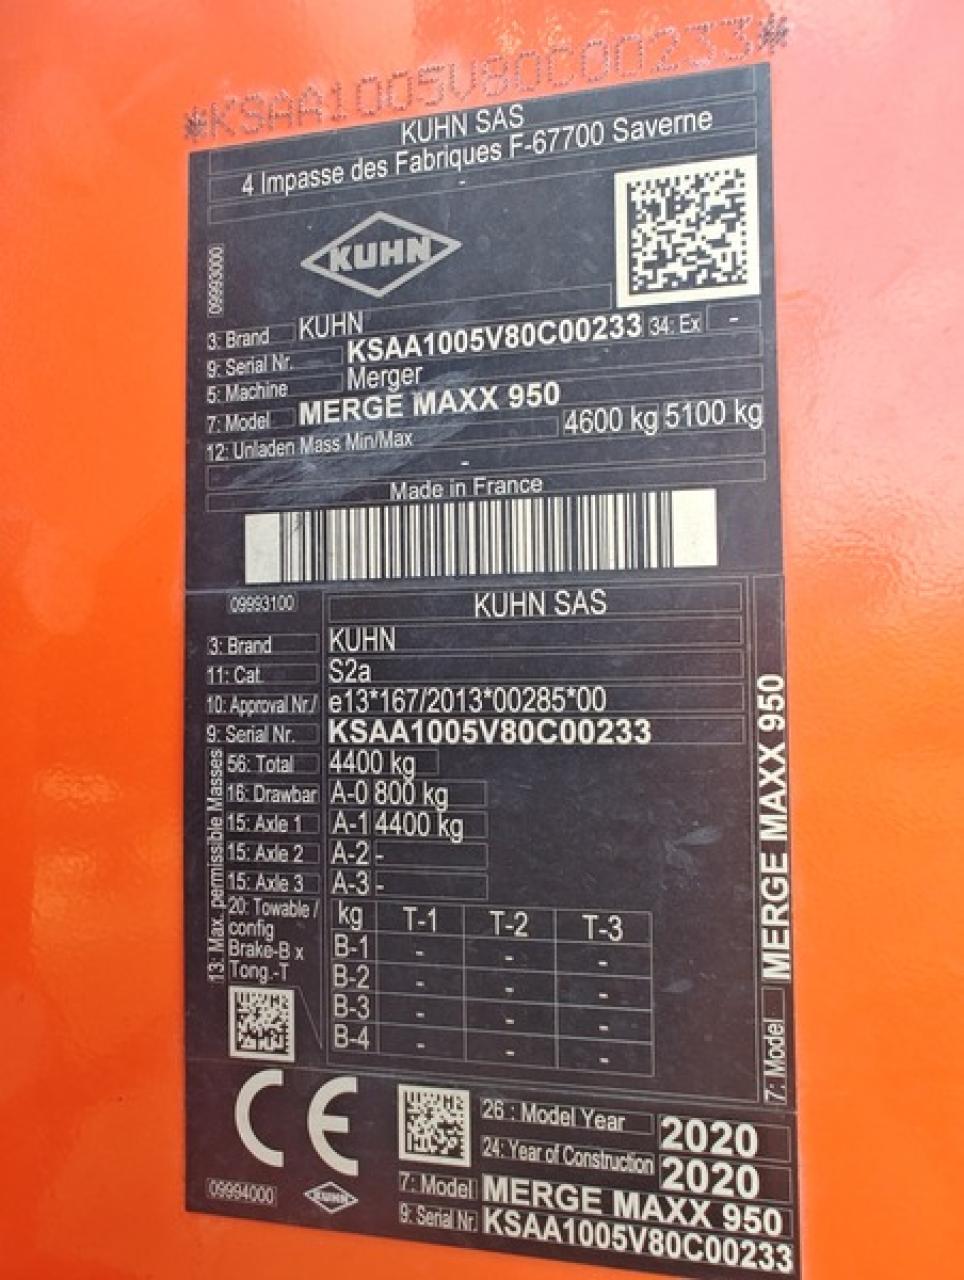 *KSAA1005V80C00233*
KUHN SAS
4 Impasse des Fabriques F-67700 Saverne
-
KUHN
09993000
3: Brand KUHN
9: Serial Nr. KSAA1005V80C00233 34: Ex -
5: Machine Merger
7: Model MERGE MAXX 950
12: Unladen Mass Min/Max 4600 kg 5100 kg
-
Made in France
09993100 KUHN SAS
3: Brand KUHN
11: Cat. S2a
10: Approval Nr./ e13*167/2013*00285*00
9: Serial Nr. KSAA1005V80C00233
13: Max. permissible Masses
56: Total 4400 kg
16: Drawbar A-0 800 kg
15: Axle 1 A-1 4400 kg
15: Axle 2 A-2 -
15: Axle 3 A-3 -
20: Towable /
config
Brake-B x
Tong.-T
kg T-1 T-2 T-3
B-1 - - -
B-2 - - -
B-3 - - -
B-4 - - -
7: Model MERGE MAXX 950
CE
26 : Model Year 2020
24: Year of Construction 2020
7: Model MERGE MAXX 950
9: Serial Nr. KSAA1005V80C00233
09994000 KUHN